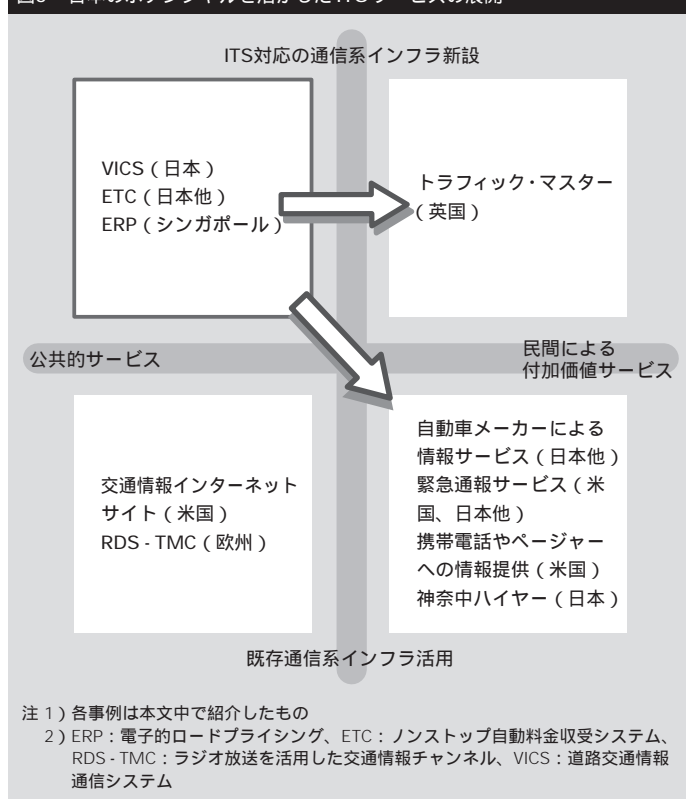 ITS対応の通信系インフラ新設
VICS（日本）
ETC（日本他）
ERP（シンガポール）
トラフィック・マスター
（英国）
公共的サービス
民間による
付加価値サービス
交通情報インターネット
サイト（米国）
RDS - TMC（欧州）
自動車メーカーによる
情報サービス（日本他）
緊急通報サービス（米
国、日本他）
携帯電話やページャー
への情報提供（米国）
神奈中ハイヤー（日本）
既存通信系インフラ活用
注 1）各事例は本文中で紹介したもの
2）ERP：電子的ロードプライシング、ETC：ノンストップ自動料金収受システム、
RDS - TMC：ラジオ放送を活用した交通情報チャンネル、VICS：道路交通情報
通信システム